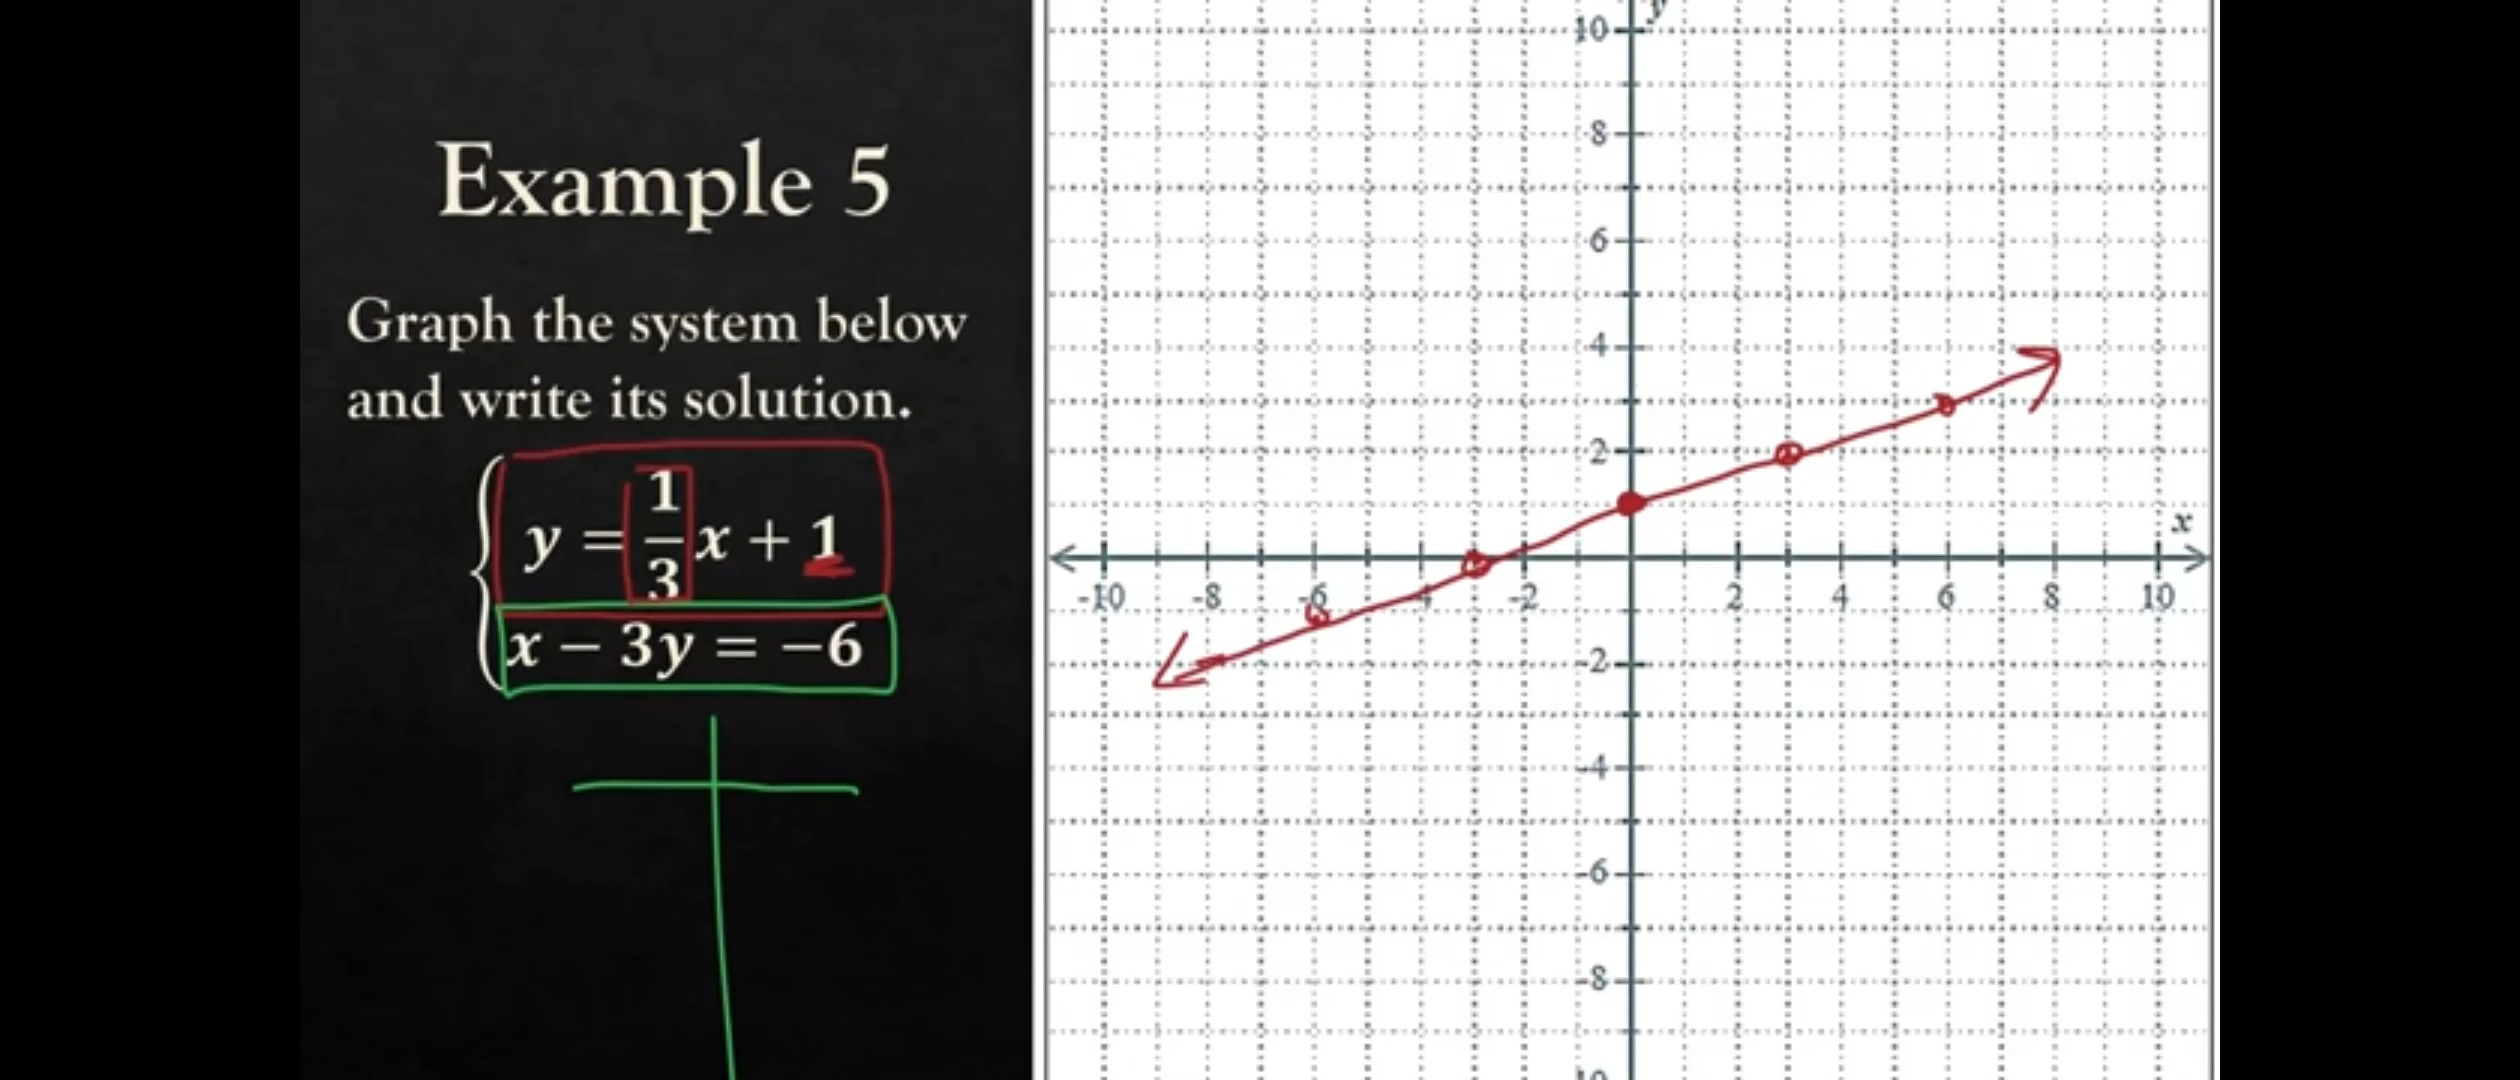 Example 5
Graph the system below
and write its solution.
y = 1/3 x + 1
x − 3y = −6
y
10
8
6
4
2
x
-10 -8 -6 -4 -2 2 4 6 8 10
-2
-4
-6
-8